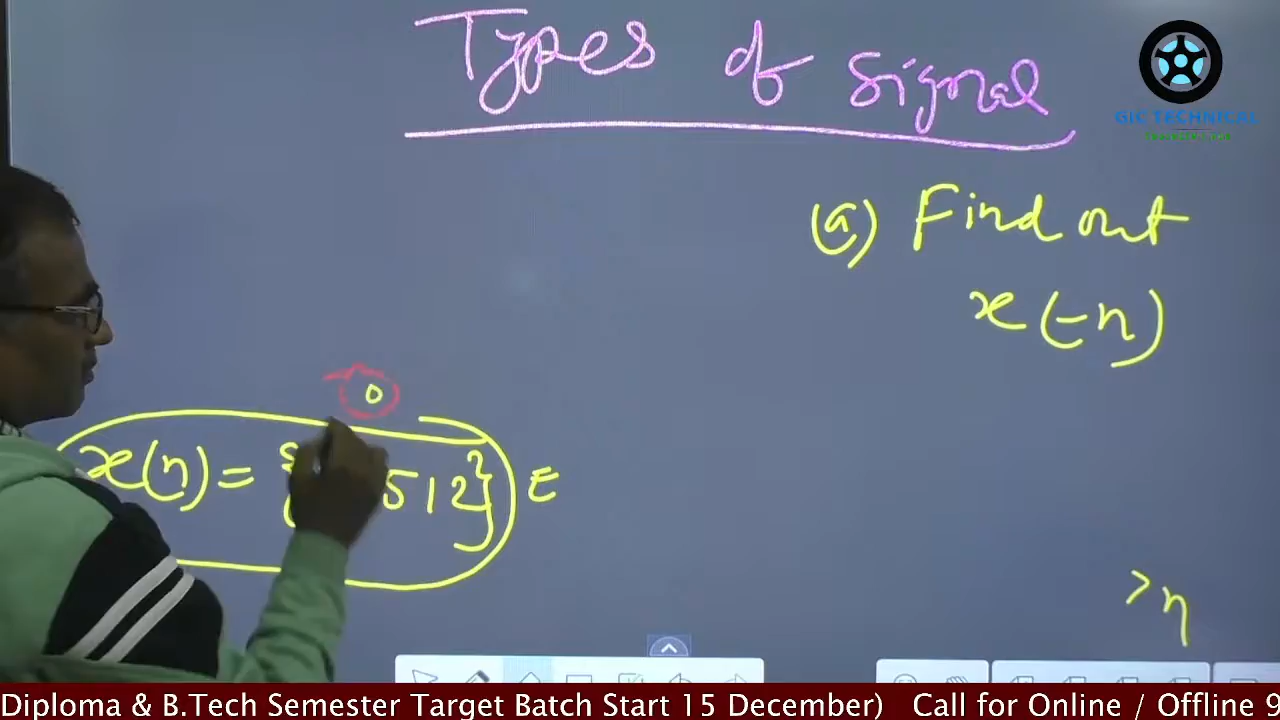 Types of Signal
GIC TECHNICAL
(a) Find out
x(-n)
0
x(n) = { 5 1 2 } E
> n
Diploma & B.Tech Semester Target Batch Start 15 December) Call for Online / Offline 9